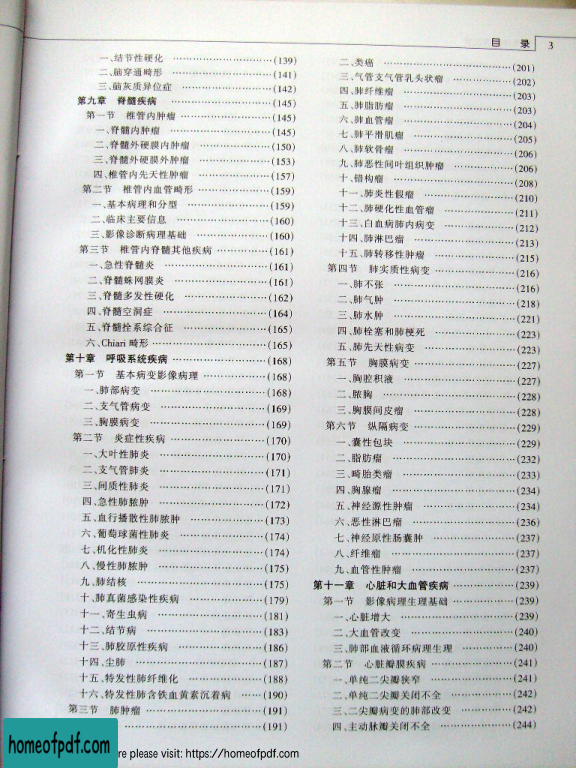 目 录 3
一、结节性硬化 ……………………(139)
二、脑穿通畸形 ……………………(141)
三、脑灰质异位症 …………………(142)
第九章 脊髓疾病 ……………………(145)
第一节 椎管内肿瘤 …………………(145)
一、脊髓内肿瘤 ……………………(145)
二、脊髓外硬膜内肿瘤 ……………(150)
三、脊髓外硬膜外肿瘤 ……………(153)
四、椎管内先天性肿瘤 ……………(157)
第二节 椎管内血管畸形 ……………(159)
一、基本病理和分型 ………………(159)
二、临床主要信息 …………………(160)
三、影像诊断病理基础 ……………(160)
第三节 椎管内脊髓其他疾病 ………(161)
一、急性脊髓炎 ……………………(161)
二、脊髓蛛网膜炎 …………………(161)
三、脊髓多发性硬化 ………………(162)
四、脊髓空洞症 ……………………(164)
五、脊髓拴系综合征 ………………(165)
六、Chiari 畸形 ……………………(165)
第十章 呼吸系统疾病 ………………(168)
第一节 基本病变影像病理 …………(168)
一、肺部病变 ………………………(168)
二、支气管病变 ……………………(169)
三、胸膜病变 ………………………(169)
第二节 炎症性疾病 …………………(170)
一、大叶性肺炎 ……………………(170)
二、支气管肺炎 ……………………(171)
三、间质性肺炎 ……………………(171)
四、急性肺脓肿 ……………………(172)
五、血行播散性肺脓肿 ……………(173)
六、葡萄球菌性肺炎 ………………(174)
七、机化性肺炎 ……………………(174)
八、慢性肺脓肿 ……………………(175)
九、肺结核 …………………………(175)
十、肺真菌感染性疾病 ……………(179)
十一、寄生虫病 ……………………(181)
十二、结节病 ………………………(183)
十三、肺胶原性疾病 ………………(186)
十四、尘肺 …………………………(187)
十五、特发性肺纤维化 ……………(188)
十六、特发性肺含铁血黄素沉着病 …(190)
第三节 肺肿瘤 ………………………(191)
……………………(191)
二、类癌 ……………………………(201)
三、气管支气管乳头状瘤 …………(202)
四、肺纤维瘤 ………………………(203)
五、肺脂肪瘤 ………………………(203)
六、肺血管瘤 ………………………(204)
七、肺平滑肌瘤 ……………………(205)
八、肺软骨瘤 ………………………(206)
九、肺恶性间叶组织肿瘤 …………(206)
十、错构瘤 …………………………(208)
十一、肺炎性假瘤 …………………(210)
十二、肺硬化性血管瘤 ……………(211)
十三、白血病肺内病变 ……………(212)
十四、肺淋巴瘤 ……………………(213)
十五、肺转移性肿瘤 ………………(215)
第四节 肺实质性病变 ………………(216)
一、肺不张 …………………………(216)
二、肺气肿 …………………………(218)
三、肺水肿 …………………………(221)
四、肺栓塞和肺梗死 ………………(223)
五、肺先天性病变 …………………(223)
第五节 胸膜病变 ……………………(227)
一、胸腔积液 ………………………(227)
二、脓胸 ……………………………(228)
三、胸膜间皮瘤 ……………………(228)
第六节 纵隔病变 ……………………(229)
一、囊性包块 ………………………(229)
二、脂肪瘤 …………………………(232)
三、畸胎类瘤 ………………………(233)
四、胸腺瘤 …………………………(234)
五、神经源性肿瘤 …………………(234)
六、恶性淋巴瘤 ……………………(236)
七、神经原性肠囊肿 ………………(237)
八、纤维瘤 …………………………(237)
九、血管性肿瘤 ……………………(237)
第十一章 心脏和大血管疾病 ………(239)
第一节 影像病理生理基础 …………(239)
一、心脏增大 ………………………(239)
二、大血管改变 ……………………(240)
三、肺部血液循环病理生理 ………(240)
第二节 心脏瓣膜疾病 ………………(241)
一、单纯二尖瓣狭窄 ………………(241)
二、单纯二尖瓣关闭不全 …………(242)
三、二尖瓣病变的肺部改变 ………(242)
四、主动脉瓣关闭不全 ……………(244)
homeofpdf.com
re please visit: https://homeofpdf.com